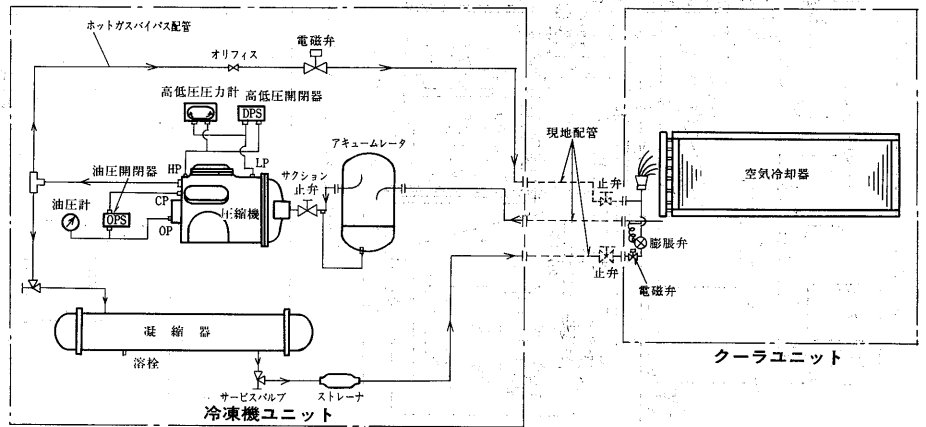 ホットガスバイパス配管
オリフィス
電磁弁
高低圧圧力計
高低圧開閉器
DPS
アキュームレータ
現地配管
HP
LP
油圧開閉器
サクション
止弁
油圧計
OPS
CP
OP
圧縮機
止弁
空気冷却器
膨脹弁
止弁
電磁弁
凝縮器
溶栓
サービスバルブ
ストレーナ
冷凍機ユニット
クーラユニット